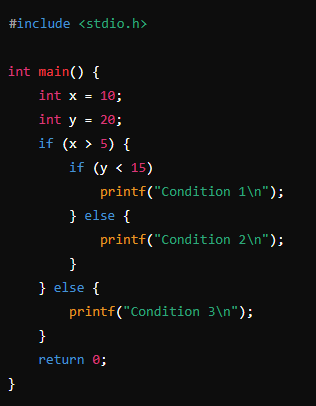 #include <stdio.h>

int main() {
    int x = 10;
    int y = 20;
    if (x > 5) {
        if (y < 15)
            printf("Condition 1\n");
        } else {
            printf("Condition 2\n");
        }
    } else {
        printf("Condition 3\n");
    }
    return 0;
}